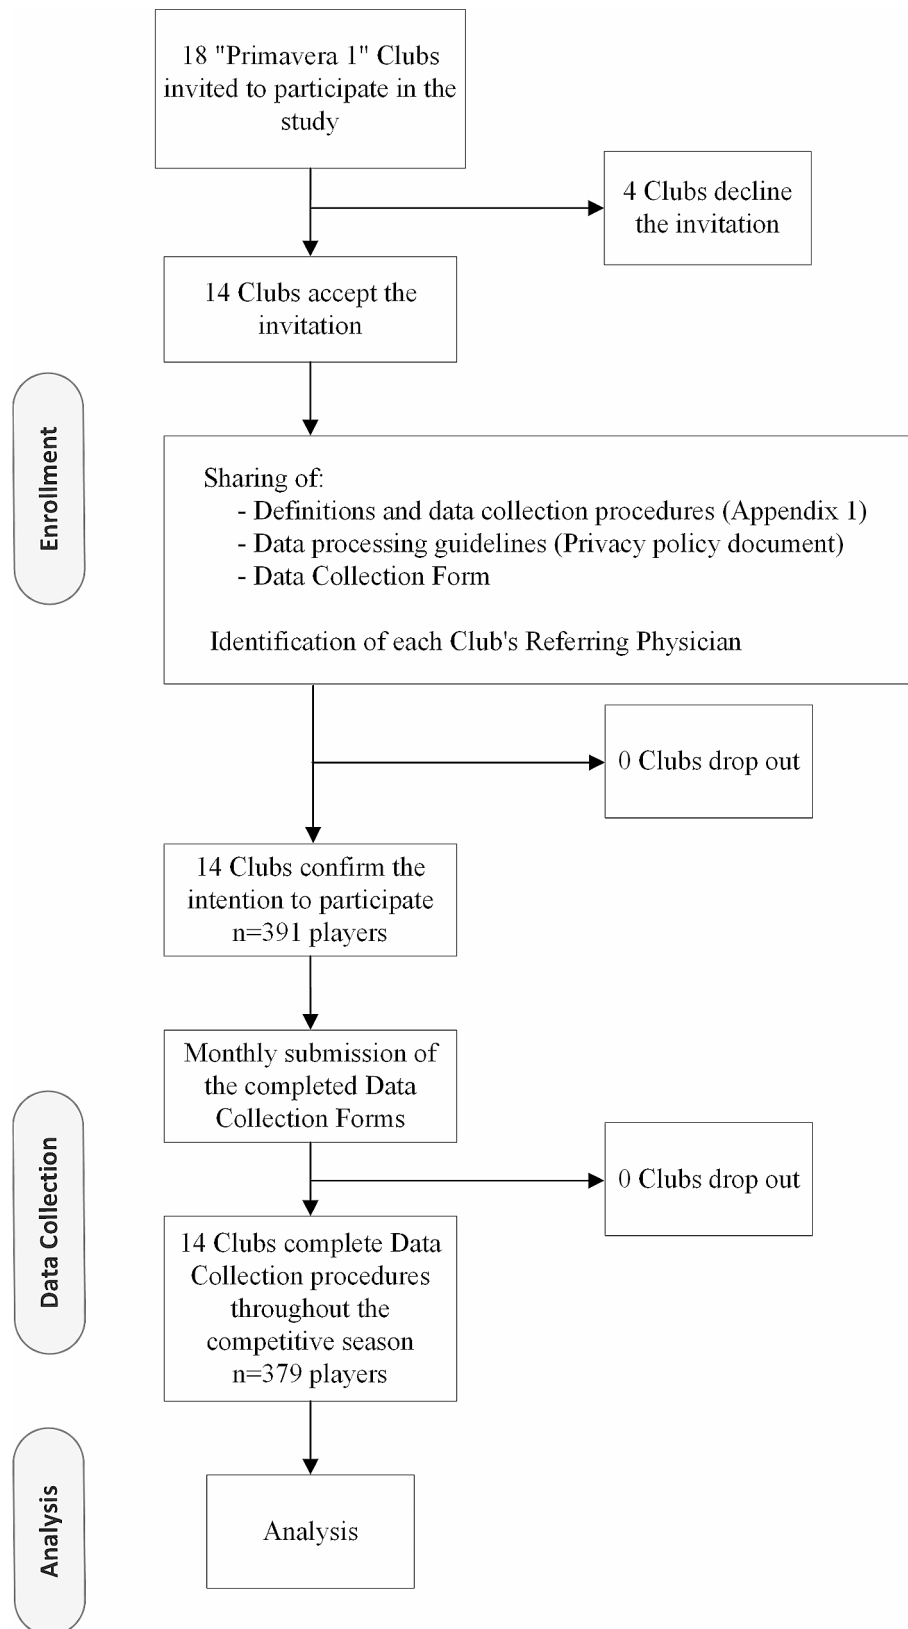 18 "Primavera 1" Clubs
invited to participate in the
study
4 Clubs decline
the invitation
14 Clubs accept the
invitation
Enrollment
Sharing of:
- Definitions and data collection procedures (Appendix 1)
- Data processing guidelines (Privacy policy document)
- Data Collection Form
Identification of each Club's Referring Physician
0 Clubs drop out
14 Clubs confirm the
intention to participate
n=391 players
Monthly submission of
the completed Data
Collection Forms
Data Collection
0 Clubs drop out
14 Clubs complete Data
Collection procedures
throughout the
competitive season
n=379 players
Analysis
Analysis